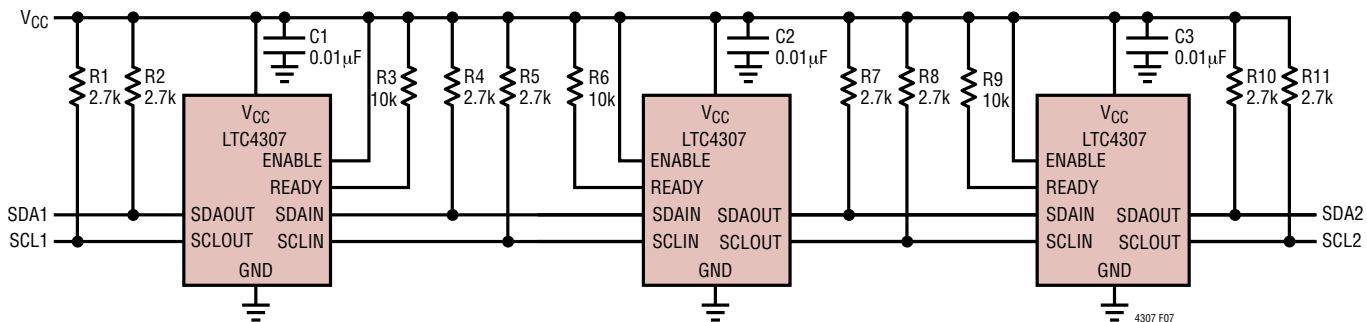 VCC
R1
2.7k
R2
2.7k
C1
0.01μF
R3
10k
R4
2.7k
R5
2.7k
R6
10k
C2
0.01μF
R7
2.7k
R8
2.7k
R9
10k
C3
0.01μF
R10
2.7k
R11
2.7k
VCC
LTC4307
ENABLE
READY
SDAOUT SDAIN
SCLOUT SCLIN
GND
VCC
LTC4307
ENABLE
READY
SDAIN SDAOUT
SCLIN SCLOUT
GND
VCC
LTC4307
ENABLE
READY
SDAIN SDAOUT
SCLIN SCLOUT
GND
SDA1
SCL1
SDA2
SCL2
4307 F07